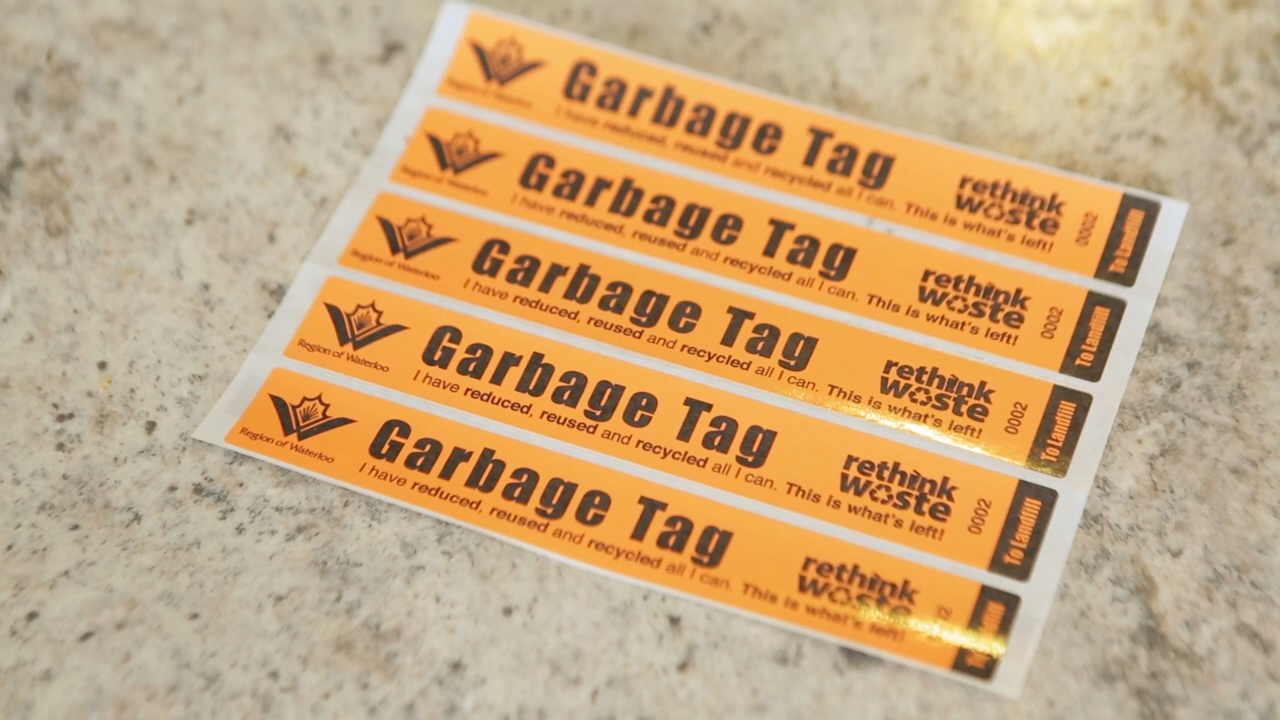 Region of Waterloo
Garbage Tag
I have reduced, reused and recycled all I can. This is what's left!
rethink
waste
0002
To Landfill
Region of Waterloo
Garbage Tag
I have reduced, reused and recycled all I can. This is what's left!
rethink
waste
0002
To Landfill
Region of Waterloo
Garbage Tag
I have reduced, reused and recycled all I can. This is what's left!
rethink
waste
0002
To Landfill
Region of Waterloo
Garbage Tag
I have reduced, reused and recycled all I can. This is what's left!
rethink
waste
0002
To Landfill
Region of Waterloo
Garbage Tag
I have reduced, reused and recycled all I can. This is what's left!
rethink
waste
To Landfill